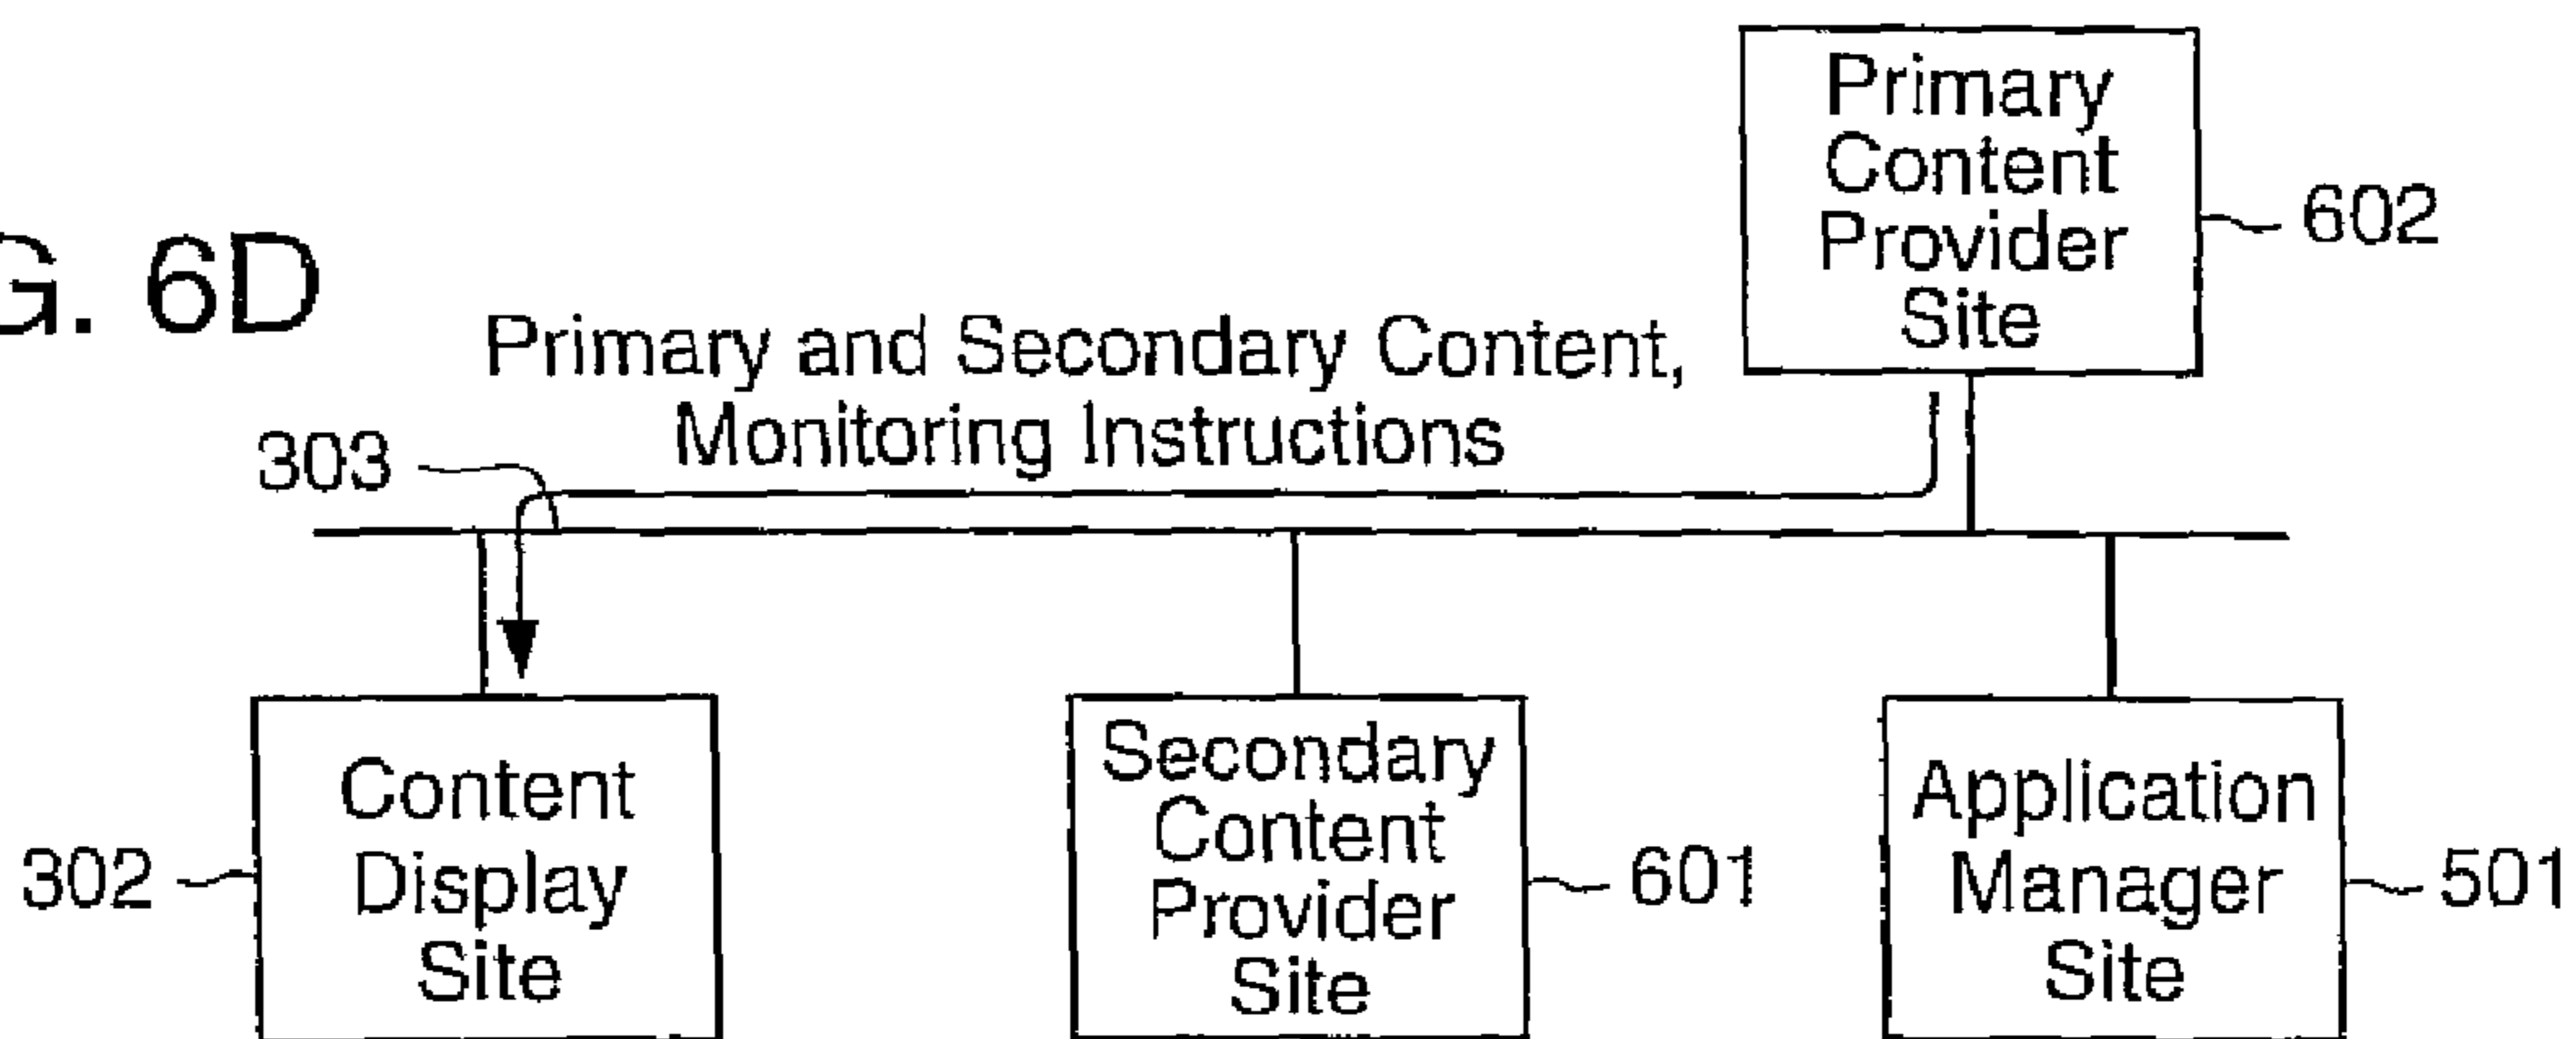 G. 6D
Primary
Content
Provider
Site
602
Primary and Secondary Content,
Monitoring Instructions
303
Content
Display
Site
302
Secondary
Content
Provider
Site
601
Application
Manager
Site
501